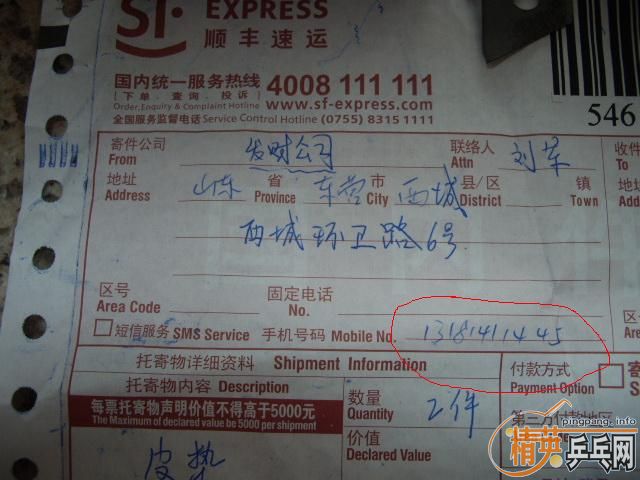 SF EXPRESS
顺丰速运
国内统一服务热线 4008 111 111
[下单、查询、投诉] www.sf-express.com
Order, Enquiry & Complaint Hotline
全国服务监督电话 Service Control Hotline (0755) 8315 1111
546
寄件公司 发财公司 联络人 刘军 收件
From Attn To
地址 山东 省 东营 市 西城 县/区 镇 地
Address Province City District Town
西城环卫路6号
区号 固定电话
Area Code No.
短信服务 SMS Service 手机号码 Mobile No. 13181411445
托寄物详细资料 Shipment Information 付款方式 寄
Payment Option
托寄物内容 Description 数量 2件 第三方付款地区
Quantity
每票托寄物声明价值不得高于5000元
The Maximum of declared value be 5000 per shipment
价值
Declared Value
皮垫
精英乒乓网
pingpang.info